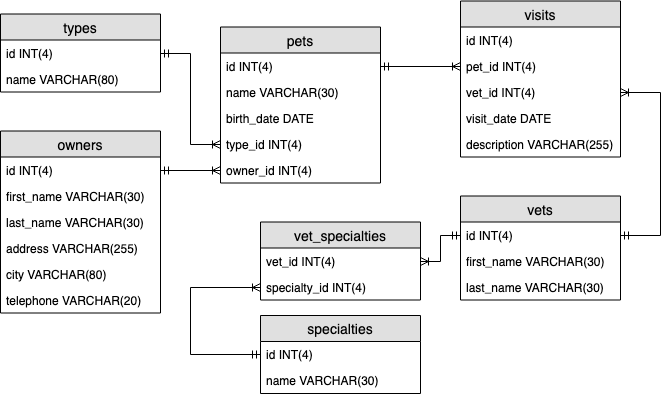 types
id INT(4)
name VARCHAR(80)
owners
id INT(4)
first_name VARCHAR(30)
last_name VARCHAR(30)
address VARCHAR(255)
city VARCHAR(80)
telephone VARCHAR(20)
pets
id INT(4)
name VARCHAR(30)
birth_date DATE
type_id INT(4)
owner_id INT(4)
visits
id INT(4)
pet_id INT(4)
vet_id INT(4)
visit_date DATE
description VARCHAR(255)
vet_specialties
vet_id INT(4)
specialty_id INT(4)
vets
id INT(4)
first_name VARCHAR(30)
last_name VARCHAR(30)
specialties
id INT(4)
name VARCHAR(30)